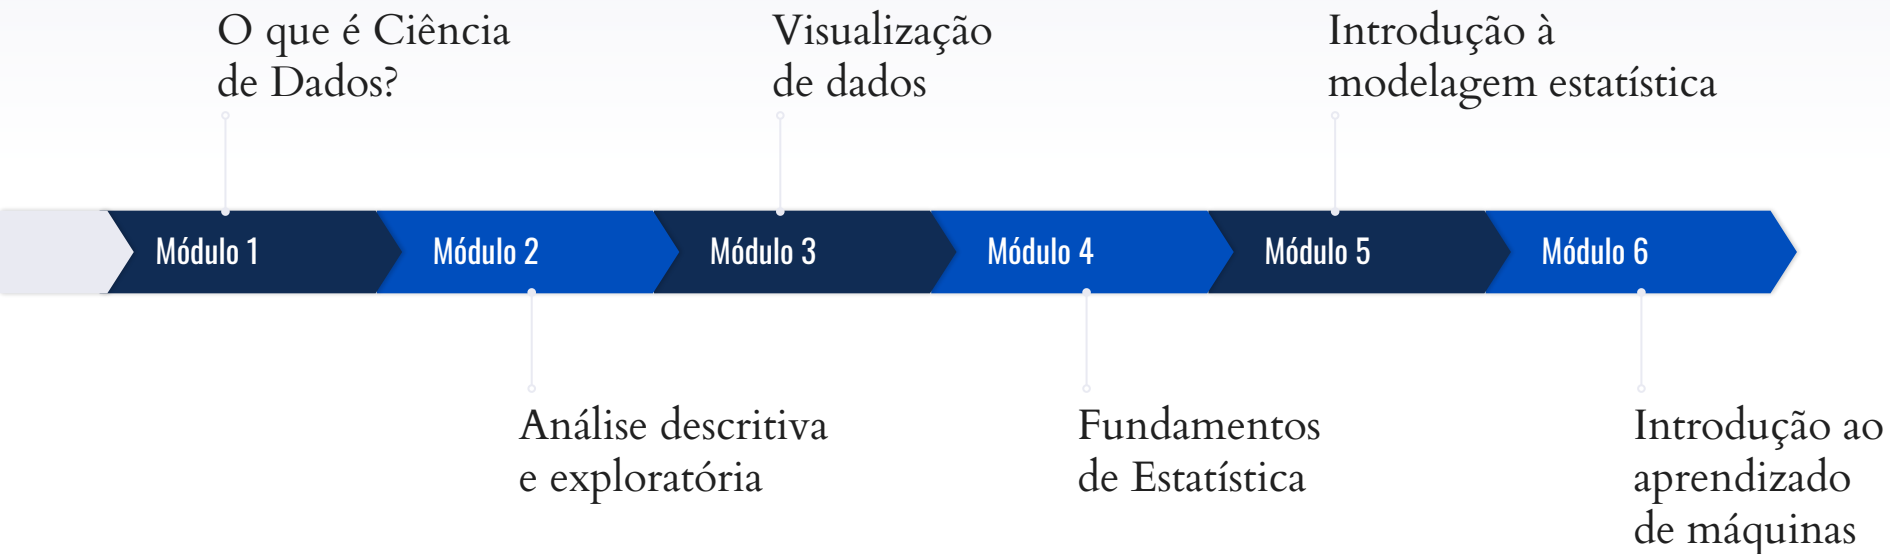 O que é Ciência
de Dados?
Visualização
de dados
Introdução à
modelagem estatística
Módulo 1
Módulo 2
Módulo 3
Módulo 4
Módulo 5
Módulo 6
Análise descritiva
e exploratória
Fundamentos
de Estatística
Introdução ao
aprendizado
de máquinas